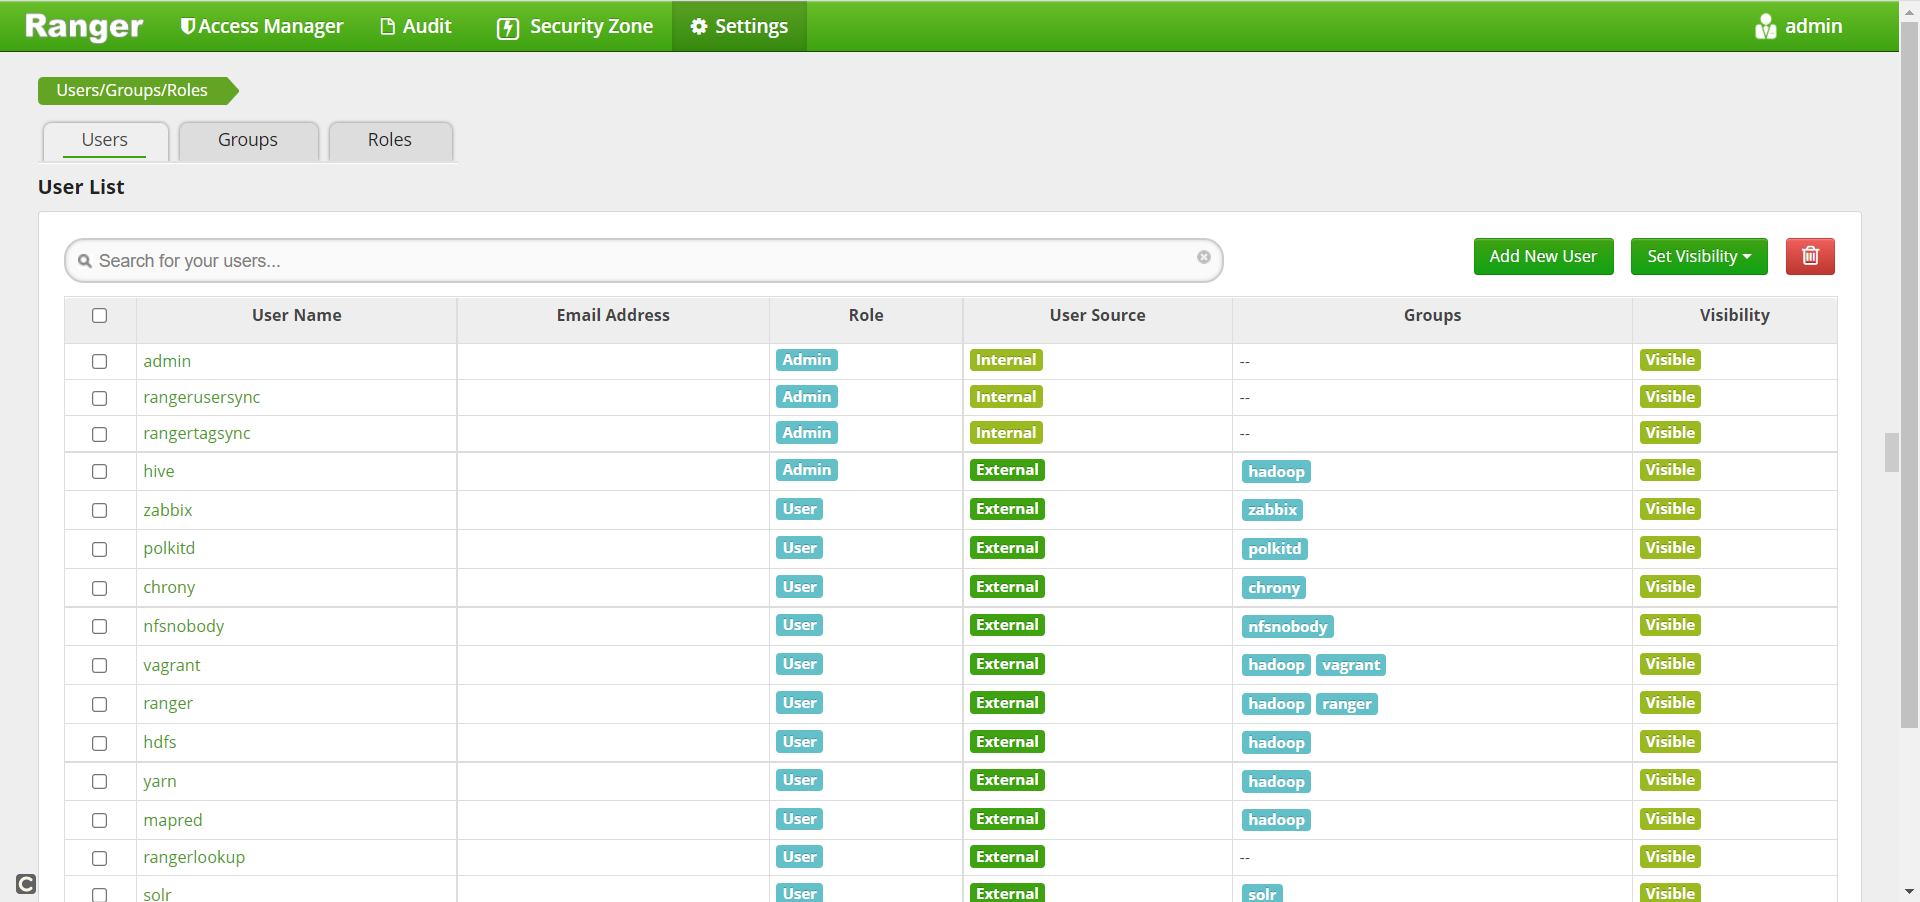 Ranger Access Manager Audit Security Zone Settings admin
Users/Groups/Roles
Users Groups Roles
User List
Search for your users... Add New User Set Visibility
User Name Email Address Role User Source Groups Visibility
admin Admin Internal -- Visible
rangerusersync Admin Internal -- Visible
rangertagsync Admin Internal -- Visible
hive Admin External hadoop Visible
zabbix User External zabbix Visible
polkitd User External polkitd Visible
chrony User External chrony Visible
nfsnobody User External nfsnobody Visible
vagrant User External hadoop vagrant Visible
ranger User External hadoop ranger Visible
hdfs User External hadoop Visible
yarn User External hadoop Visible
mapred User External hadoop Visible
rangerlookup User External -- Visible
solr User External solr Visible